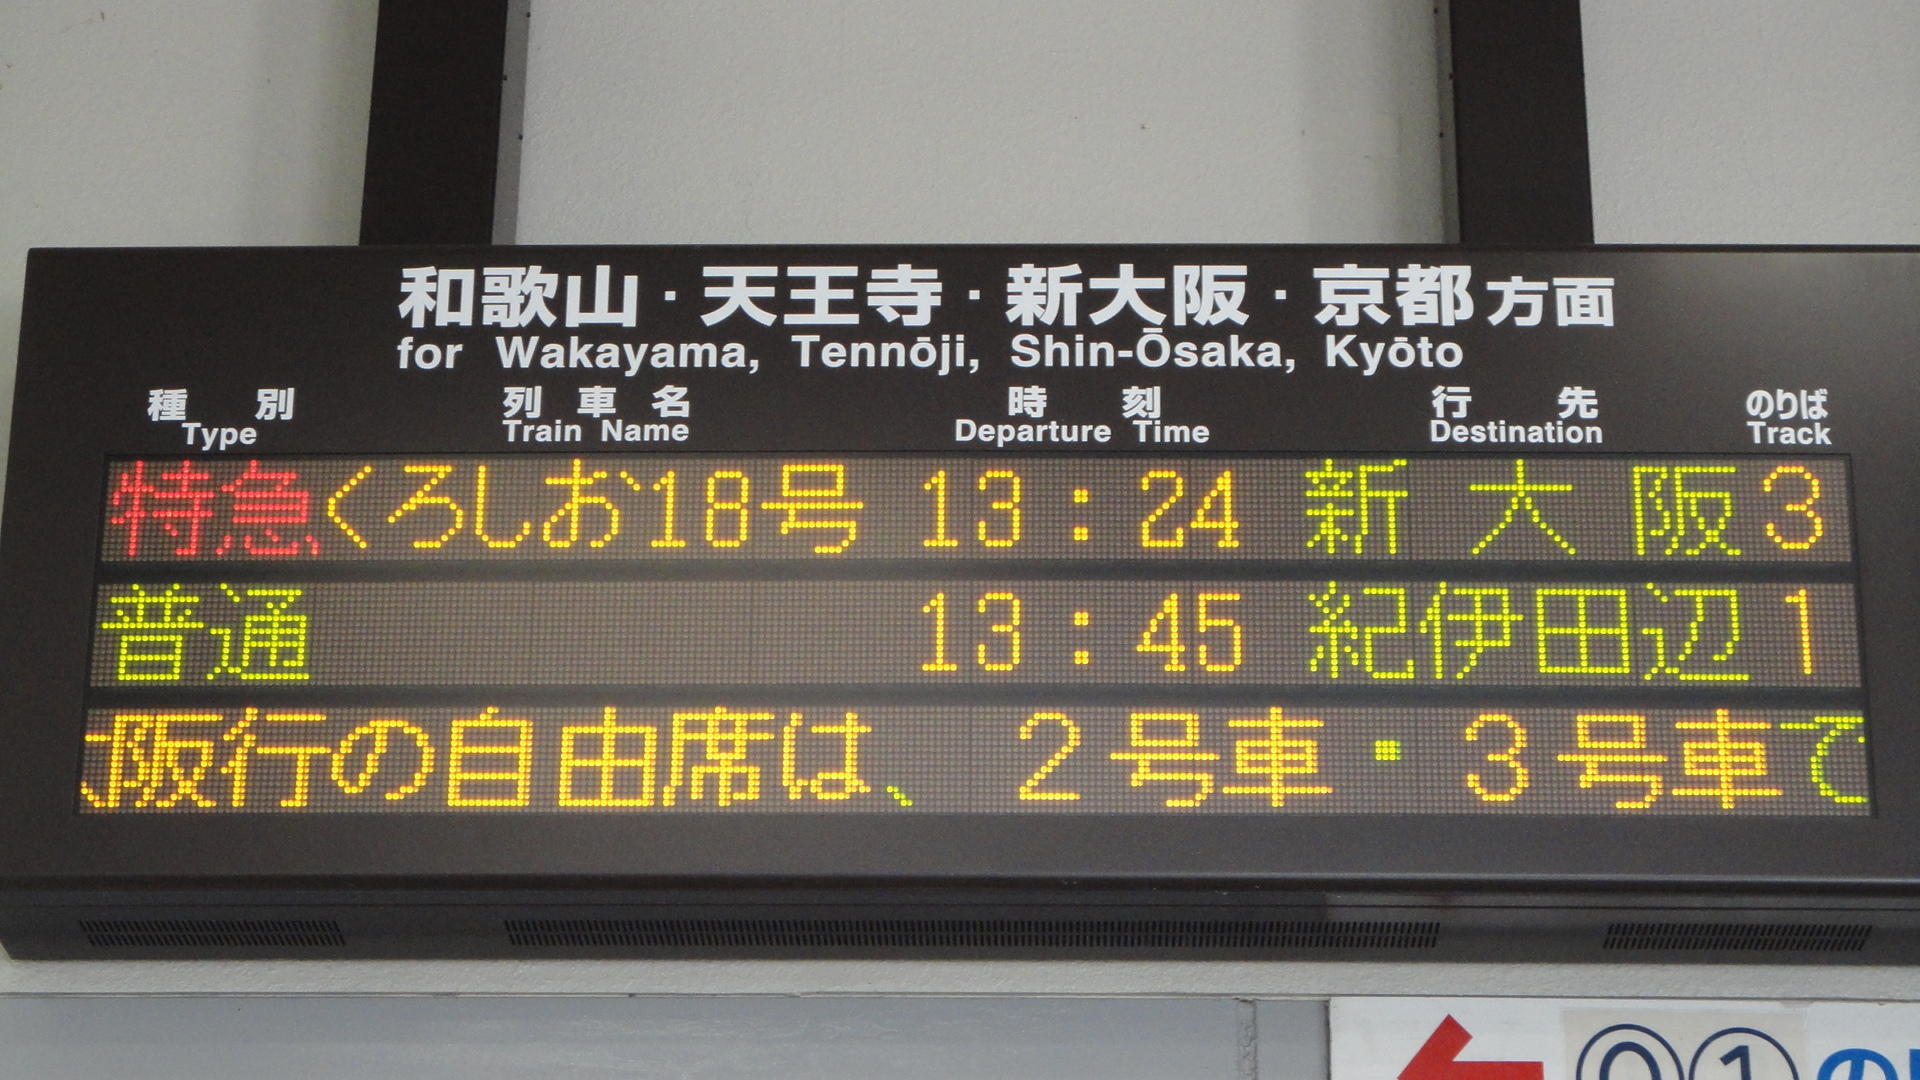 和歌山・天王寺・新大阪・京都方面
for Wakayama, Tennōji, Shin-Ōsaka, Kyōto
種別 列車名 時刻 行先 のりば
Type Train Name Departure Time Destination Track
特急 くろしお18号 13:24 新大阪 3
普通 13:45 紀伊田辺 1
阪行の自由席は、 2号車・3号車で
01の